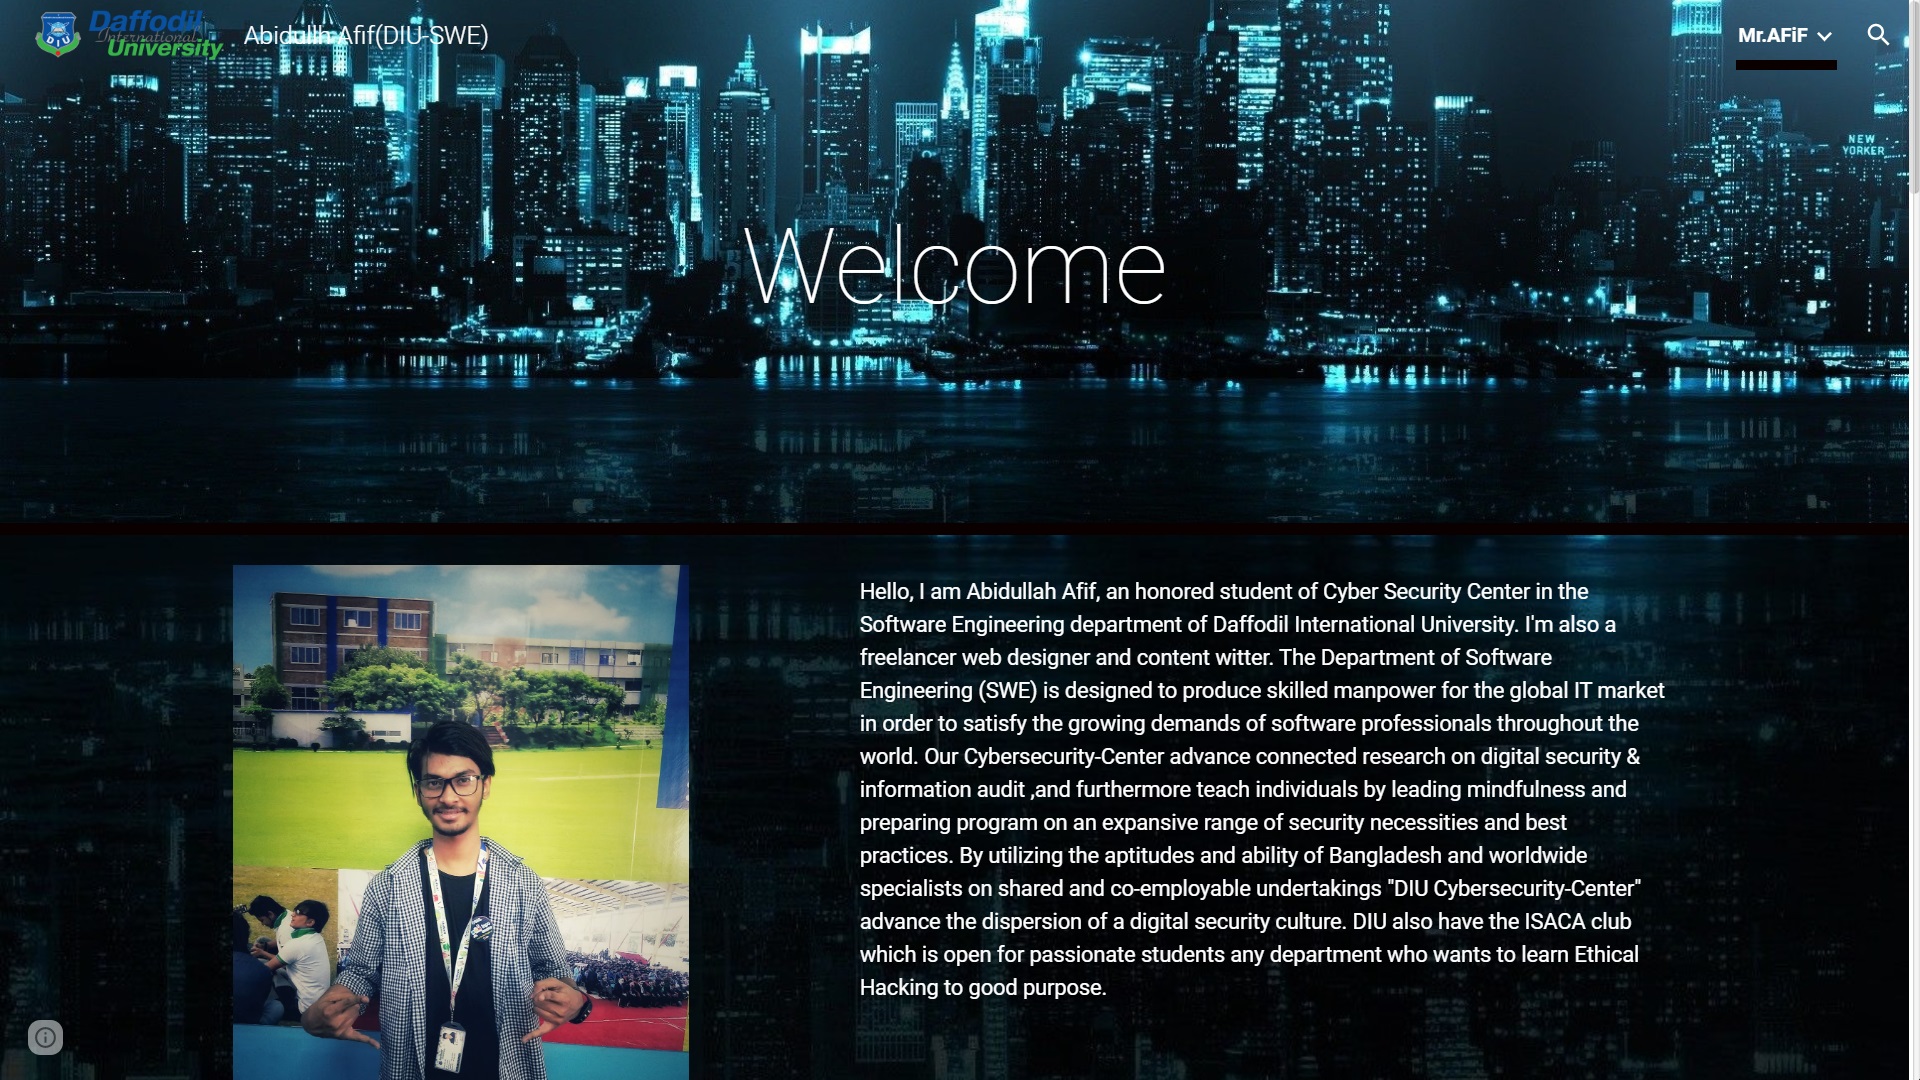 Daffodil
International
University
Abidullh Afif(DIU-SWE)
Mr.AFiF
NEW
YORKER
Welcome
Hello, I am Abidullah Afif, an honored student of Cyber Security Center in the
Software Engineering department of Daffodil International University. I'm also a
freelancer web designer and content witter. The Department of Software
Engineering (SWE) is designed to produce skilled manpower for the global IT market
in order to satisfy the growing demands of software professionals throughout the
world. Our Cybersecurity-Center advance connected research on digital security &
information audit ,and furthermore teach individuals by leading mindfulness and
preparing program on an expansive range of security necessities and best
practices. By utilizing the aptitudes and ability of Bangladesh and worldwide
specialists on shared and co-employable undertakings "DIU Cybersecurity-Center"
advance the dispersion of a digital security culture. DIU also have the ISACA club
which is open for passionate students any department who wants to learn Ethical
Hacking to good purpose.